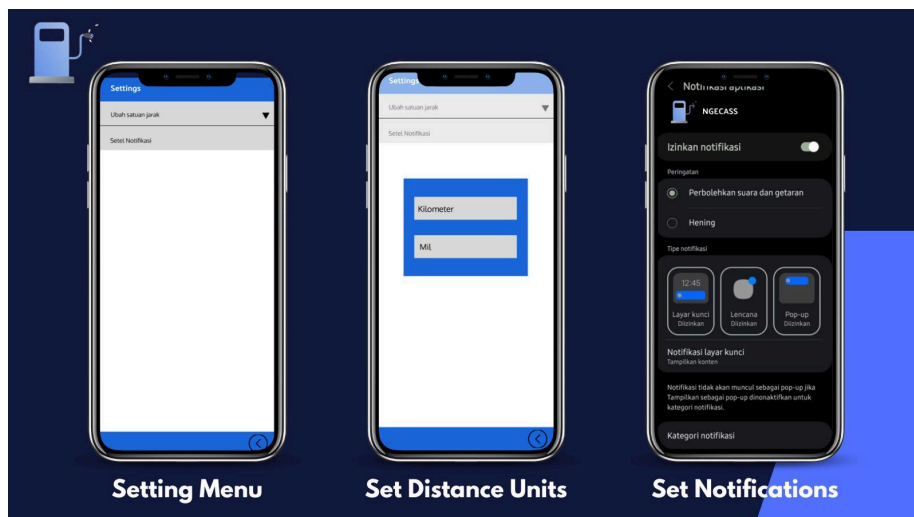 Settings
Ubah satuan jarak
Setel Notifikasi
Setting Menu
Settings
Ubah satuan jarak
Setel Notifikasi
Kilometer
Mil
Set Distance Units
Notifikasi aplikasi
NGECASS
Izinkan notifikasi
Peringatan
Perbolehkan suara dan getaran
Hening
Tipe notifikasi
12:45
Layar kunci
Diizinkan
Lencana
Diizinkan
Pop-up
Diizinkan
Notifikasi layar kunci
Tampilkan konten
Notifikasi tidak akan muncul sebagai pop-up jika
Tampilkan sebagai pop-up dinonaktifkan untuk
kategori notifikasi.
Kategori notifikasi
Set Notifications